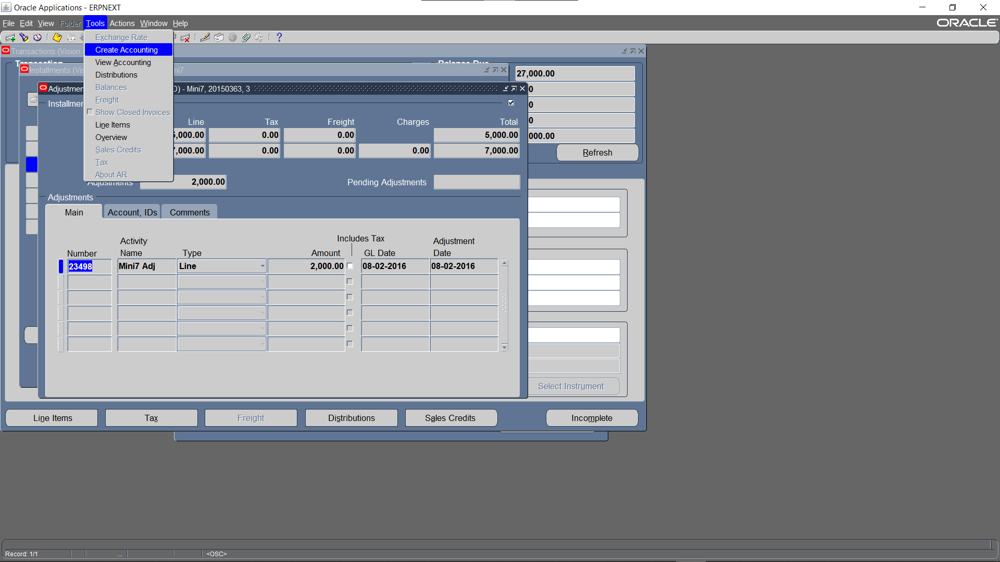 Oracle Applications - ERPNEXT
File Edit View Folder Tools Actions Window Help
ORACLE
Exchange Rate
Create Accounting
View Accounting
Distributions
Balances
Freight
Show Closed Invoices
Line Items
Overview
Sales Credits
Tax
About AR
Transactions (Vision
Transaction
Balance Due
Installments (Vis
ni7
27,000.00
000.00
Refresh
) - Mini7, 20150363, 3
Line Tax Freight Charges Total
,000.00 0.00 0.00 5,000.00
,000.00 0.00 0.00 0.00 7,000.00
Adjustments 2,000.00 Pending Adjustments
Adjustments
Main Account, IDs Comments
Includes Tax
Activity Adjustment
Number Name Type Amount GL Date Date
23498 Mini7 Adj Line 2,000.00 08-02-2016 08-02-2016
Select Instrument
Line Items Tax Freight Distributions Sales Credits Incomplete
Record: 1/1 ... <OSC>